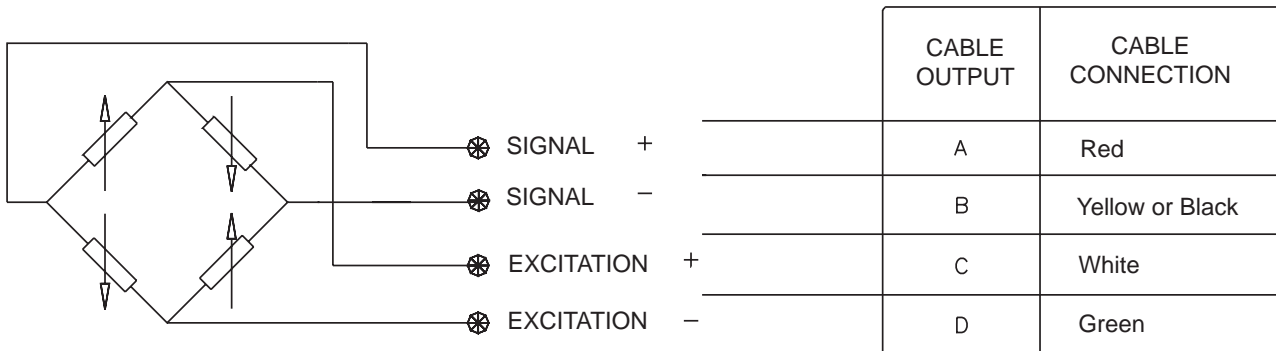 CABLE OUTPUT CABLE CONNECTION
SIGNAL + A Red
SIGNAL − B Yellow or Black
EXCITATION + C White
EXCITATION − D Green